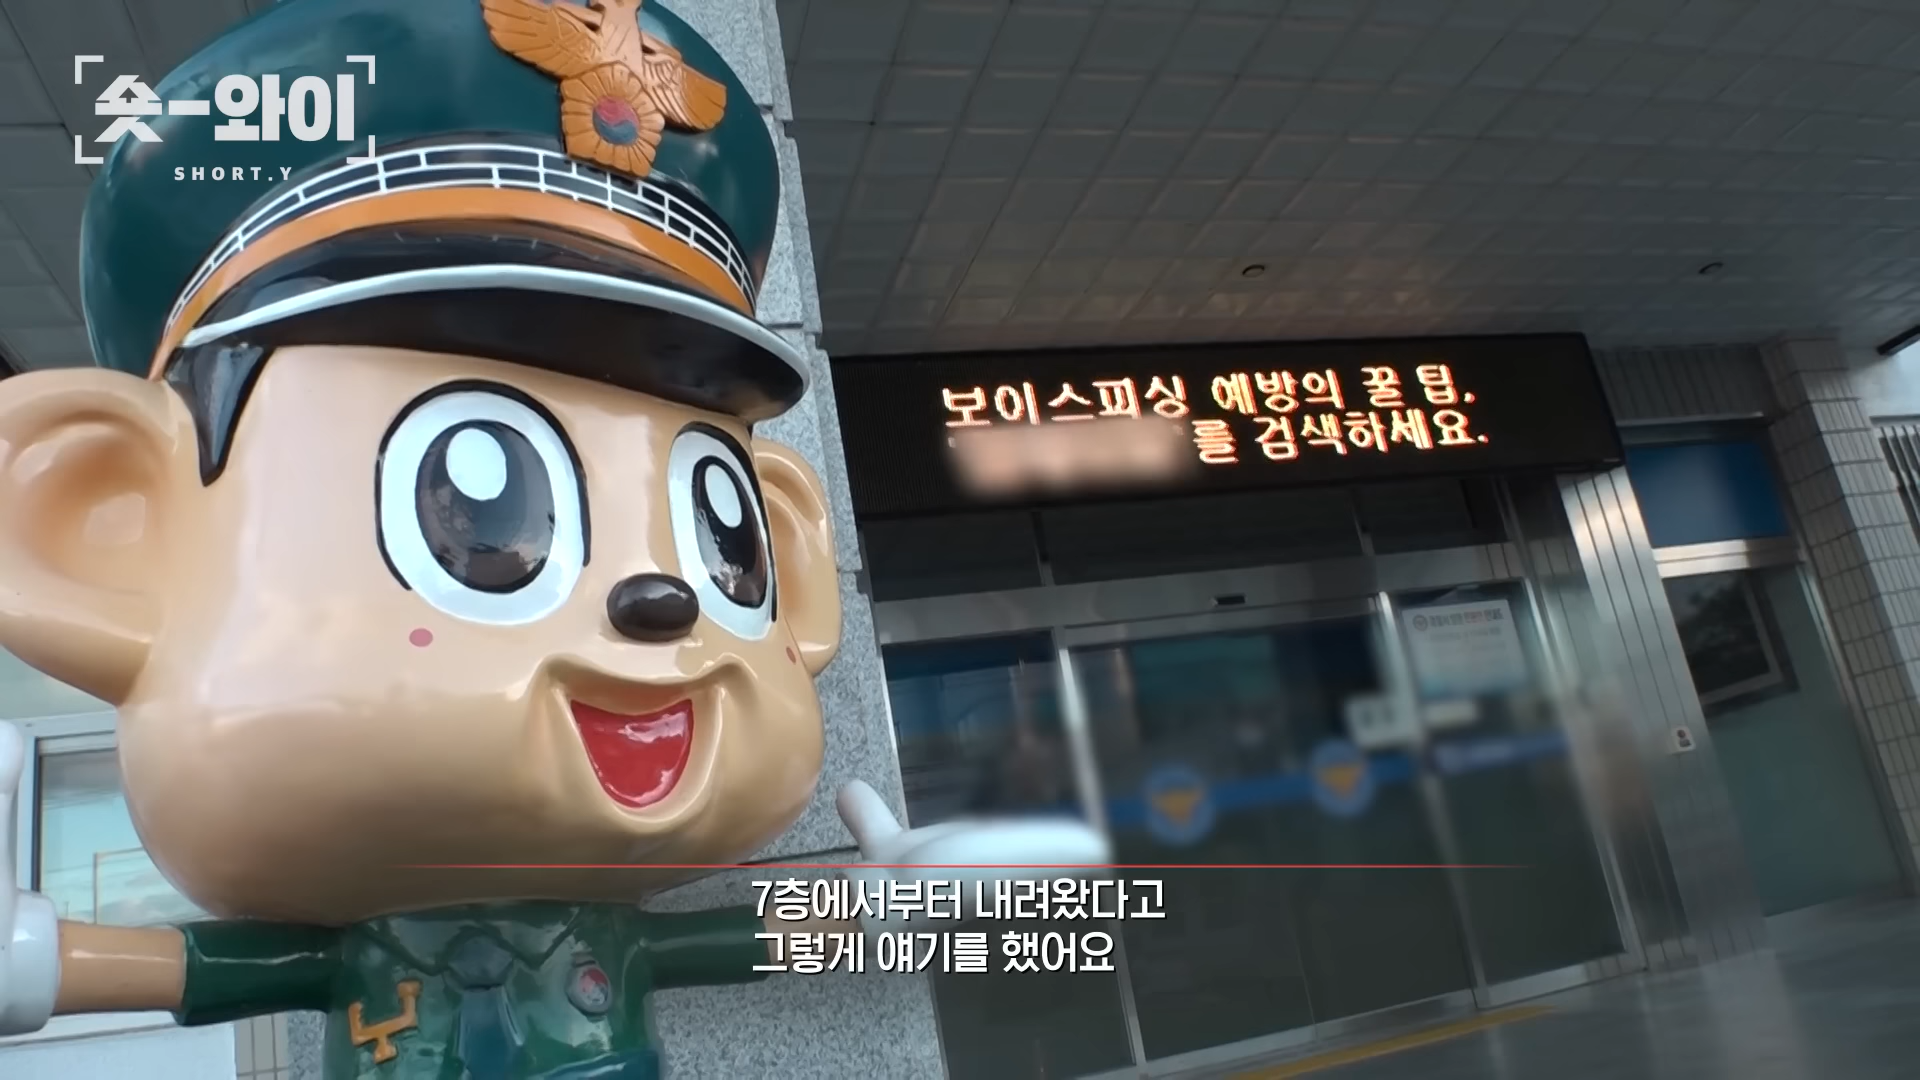 숏-와이
SHORT.Y
보이스피싱 예방의 꿀 팁,
를 검색하세요.
7층에서부터 내려왔다고
그렇게 얘기를 했어요